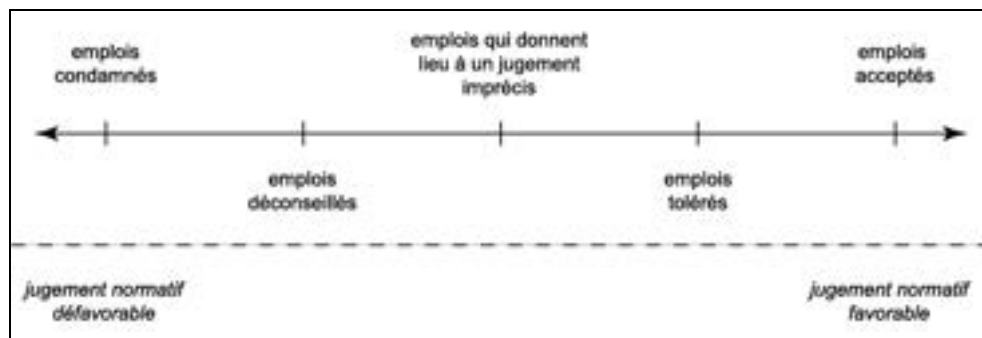 emplois
condamnés
emplois qui donnent
lieu à un jugement
imprécis
emplois
acceptés
emplois
déconseillés
emplois
tolérés
jugement normatif
défavorable
jugement normatif
favorable